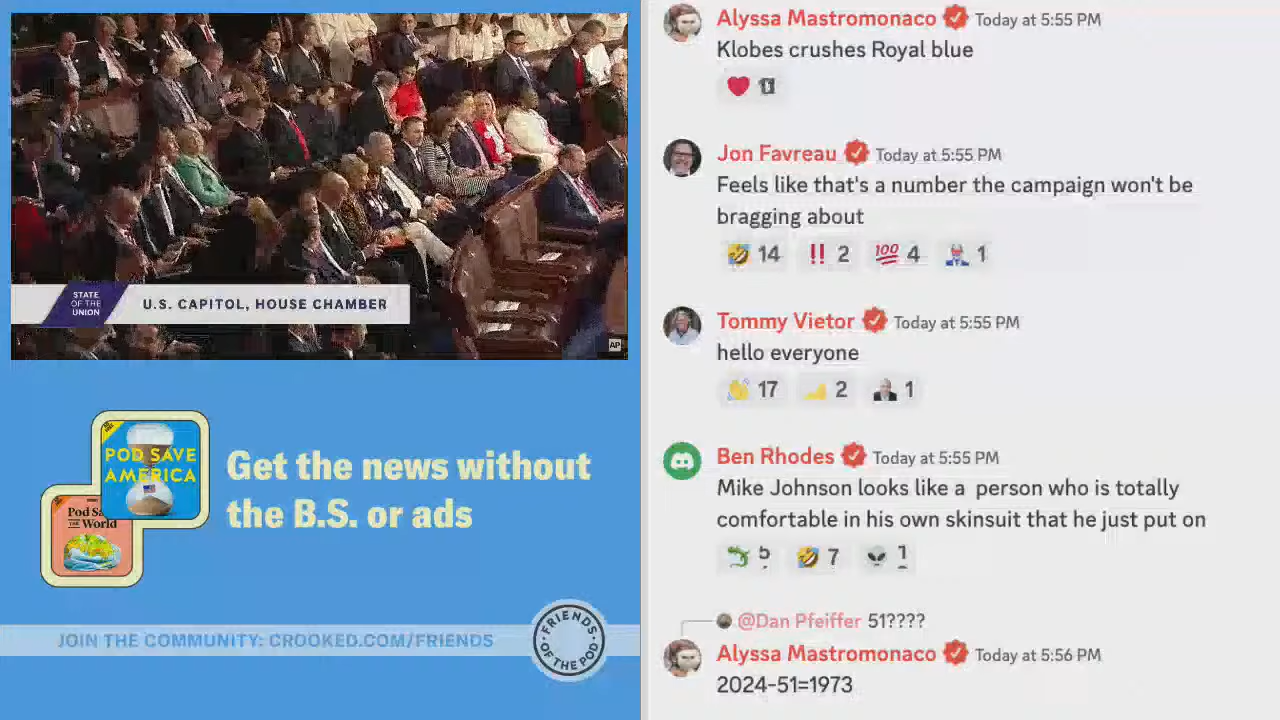 STATE
OF THE
UNION
U.S. CAPITOL, HOUSE CHAMBER
AP
POD SAVE
AMERICA
Pod Sa
THE World
Get the news without
the B.S. or ads
JOIN THE COMMUNITY: CROOKED.COM/FRIENDS
FRIENDS
OF THE POD
Alyssa Mastromonaco Today at 5:55 PM
Klobes crushes Royal blue
Jon Favreau Today at 5:55 PM
Feels like that's a number the campaign won't be
bragging about
14 2 100 4 1
Tommy Vietor Today at 5:55 PM
hello everyone
17 2 1
Ben Rhodes Today at 5:55 PM
Mike Johnson looks like a person who is totally
comfortable in his own skinsuit that he just put on
7
@Dan Pfeiffer 51????
Alyssa Mastromonaco Today at 5:56 PM
2024-51=1973